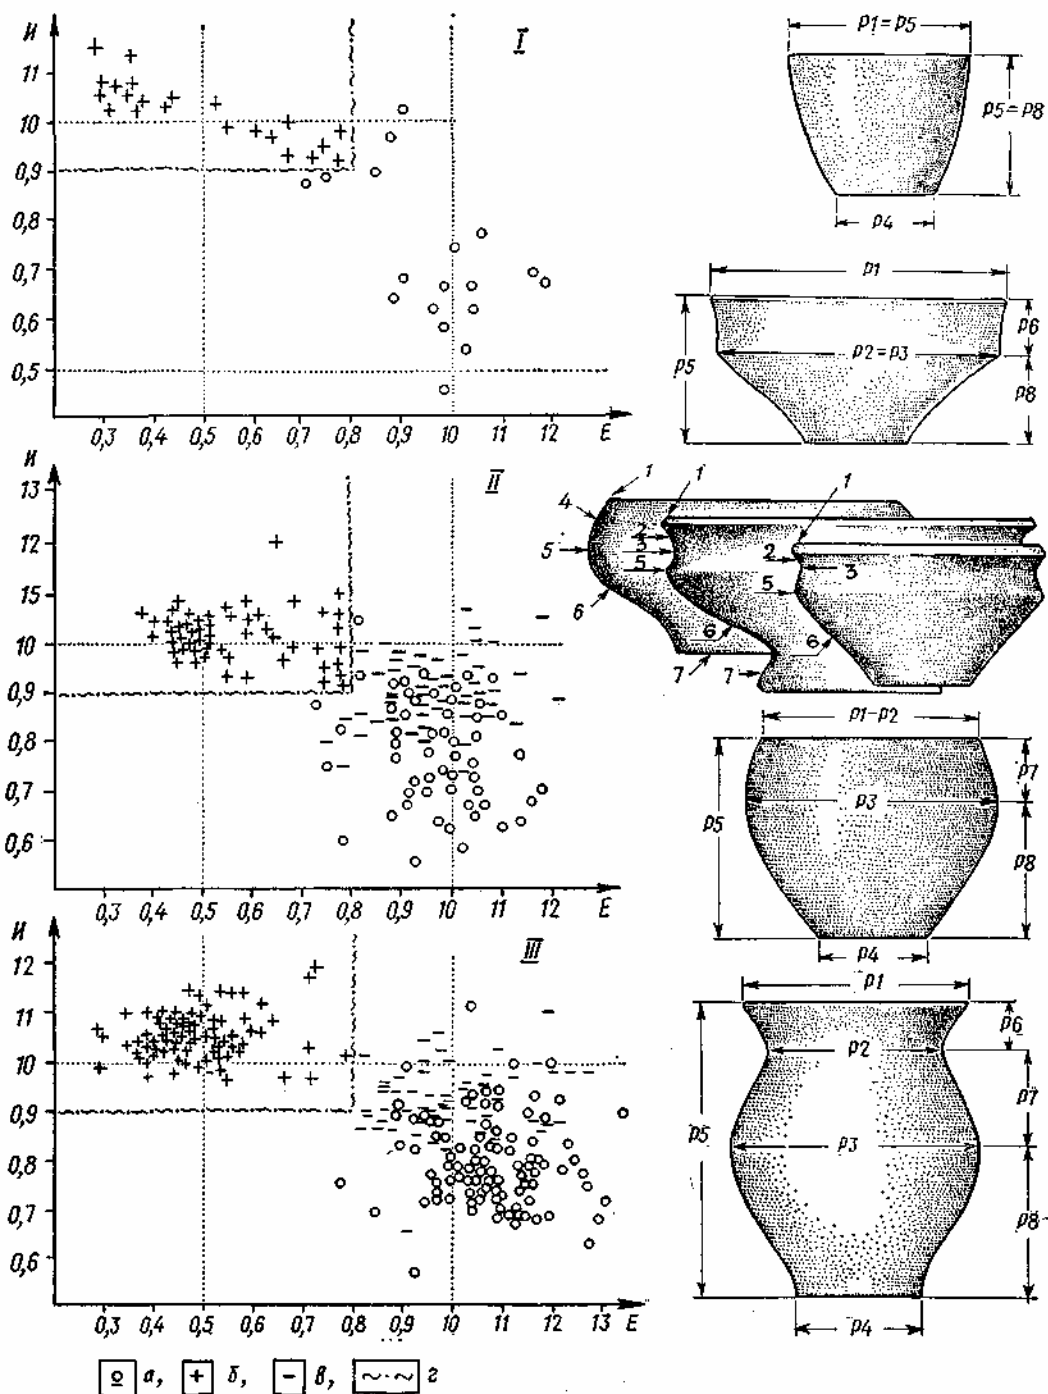 И
I
11
10
0,9
0,8
0,7
0,6
0,5
0,3 0,4 0,5 0,6 0,7 0,8 0,9 10 11 12 E
p1=p5
p5=p8
p4
p1
p5
p2=p3
p6
p8
И
II
13
12
15
10
0,9
0,8
0,7
0,6
0,3 0,4 0,5 0,6 0,7 0,8 0,9 10 11 12 E
1
1
1
4
2
3
5
5
6
2
3
5
6
6
7
7
p1-p2
p5
p3
p7
p8
p4
И
III
12
11
10
0,9
0,8
0,7
0,6
0,3 0,4 0,5 0,6 0,7 0,8 0,9 10 11 12 13 E
p1
p6
p2
p7
p5
p3
p8
p4
о а, + б, – в, ~·~ г